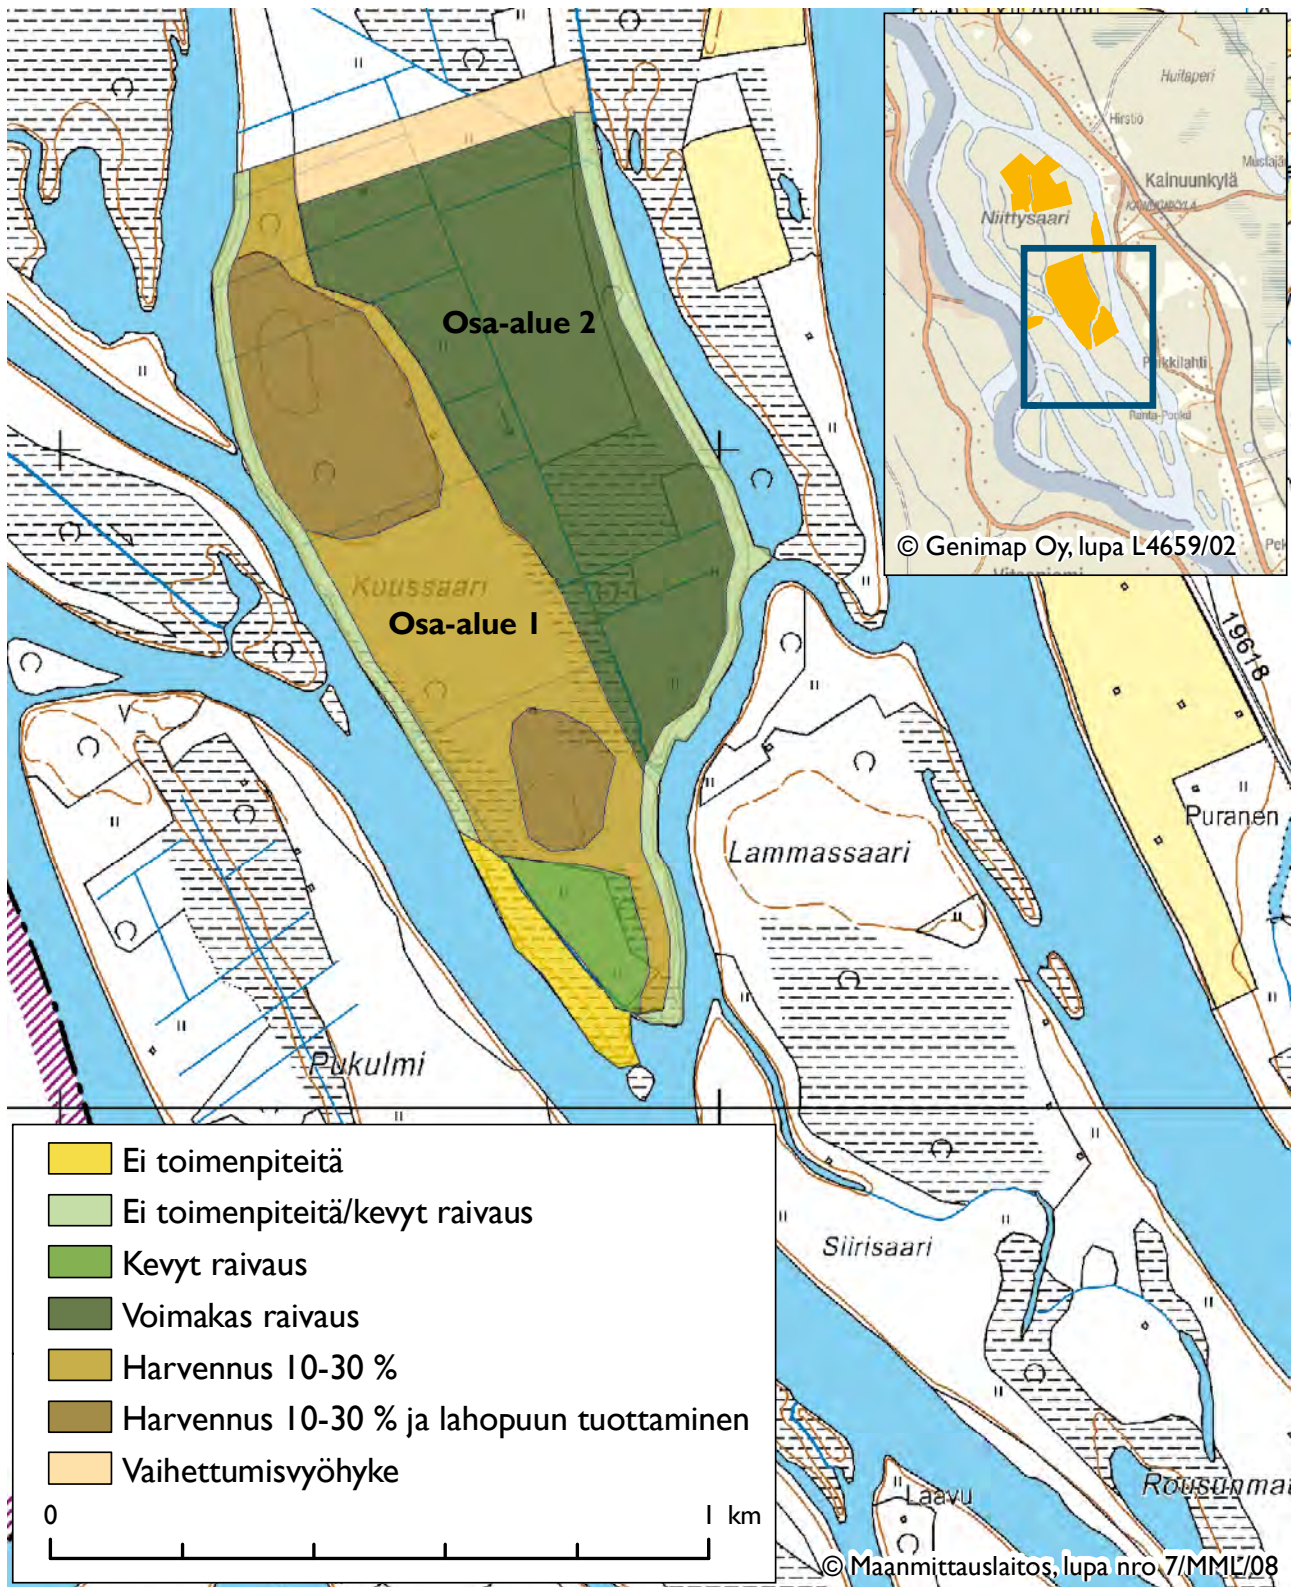 Huitaperi
Hirstiö
Kainuunkylä
KAINUUNKYLÄ
Niittysaari
© Genimap Oy, lupa L4659/02
Osa-alue 2
Kuussaari
Osa-alue 1
19618
Puranen
Lammassaari
Pukulmi
V
Siirisaari
Laavu
Rousunmat
Ei toimenpiteitä
Ei toimenpiteitä/kevyt raivaus
Kevyt raivaus
Voimakas raivaus
Harvennus 10-30 %
Harvennus 10-30 % ja lahopuun tuottaminen
Vaihettumisvyöhyke
0 1 km
© Maanmittauslaitos, lupa nro 7/MML/08